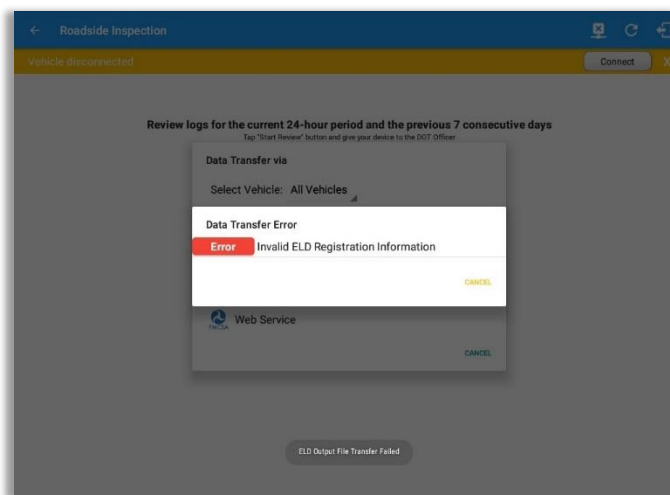 Roadside Inspection
Vehicle disconnected
Connect
X
Review logs for the current 24-hour period and the previous 7 consecutive days
Tap "Start Review" button and give your device to the DOT Officer
Data Transfer via
Select Vehicle: All Vehicles
Data Transfer Error
Error Invalid ELD Registration Information
CANCEL
FMCSA
Web Service
CANCEL
ELD Output File Transfer Failed